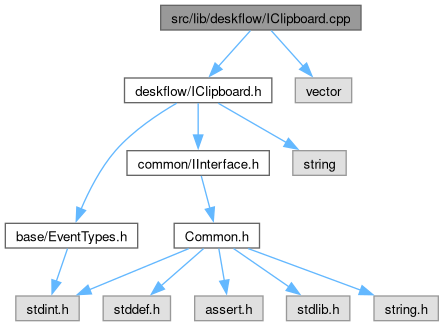 src/lib/deskflow/IClipboard.cpp
deskflow/IClipboard.h
vector
common/IInterface.h
string
base/EventTypes.h
Common.h
stdint.h
stddef.h
assert.h
stdlib.h
string.h